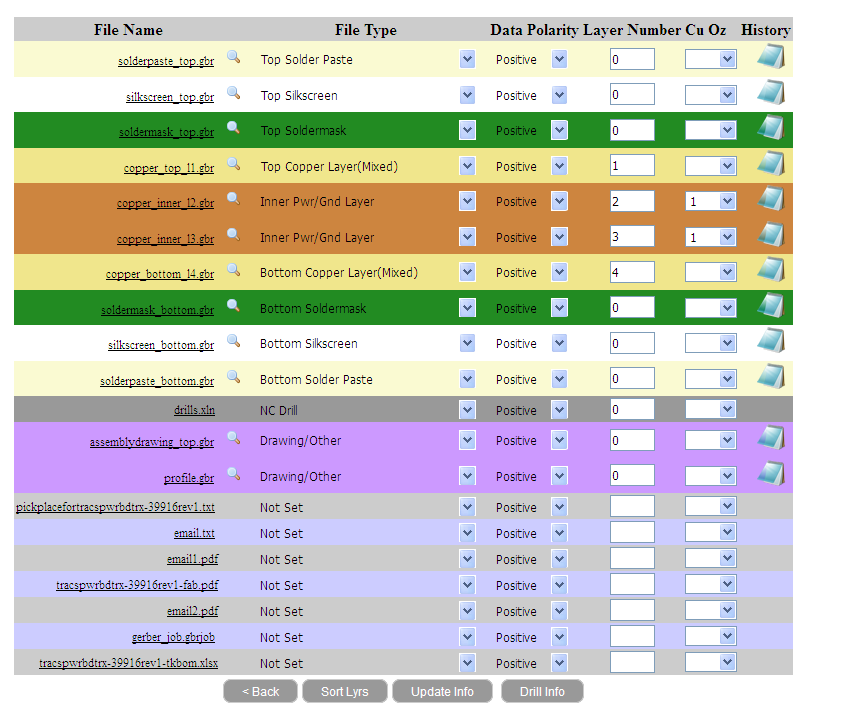 File Name File Type Data Polarity Layer Number Cu Oz History
solderpaste_top.gbr Top Solder Paste Positive 0
silkscreen_top.gbr Top Silkscreen Positive 0
soldermask_top.gbr Top Soldermask Positive 0
copper_top_l1.gbr Top Copper Layer(Mixed) Positive 1
copper_inner_l2.gbr Inner Pwr/Gnd Layer Positive 2 1
copper_inner_l3.gbr Inner Pwr/Gnd Layer Positive 3 1
copper_bottom_l4.gbr Bottom Copper Layer(Mixed) Positive 4
soldermask_bottom.gbr Bottom Soldermask Positive 0
silkscreen_bottom.gbr Bottom Silkscreen Positive 0
solderpaste_bottom.gbr Bottom Solder Paste Positive 0
drills.xln NC Drill Positive 0
assemblydrawing_top.gbr Drawing/Other Positive 0
profile.gbr Drawing/Other Positive 0
pickplacefortracspwrbdtrx-39916rev1.txt Not Set Positive
email.txt Not Set Positive
email1.pdf Not Set Positive
tracspwrbdtrx-39916rev1-fab.pdf Not Set Positive
email2.pdf Not Set Positive
gerber_job.gbrjob Not Set Positive
tracspwrbdtrx-39916rev1-tkbom.xlsx Not Set Positive
< Back Sort Lyrs Update Info Drill Info